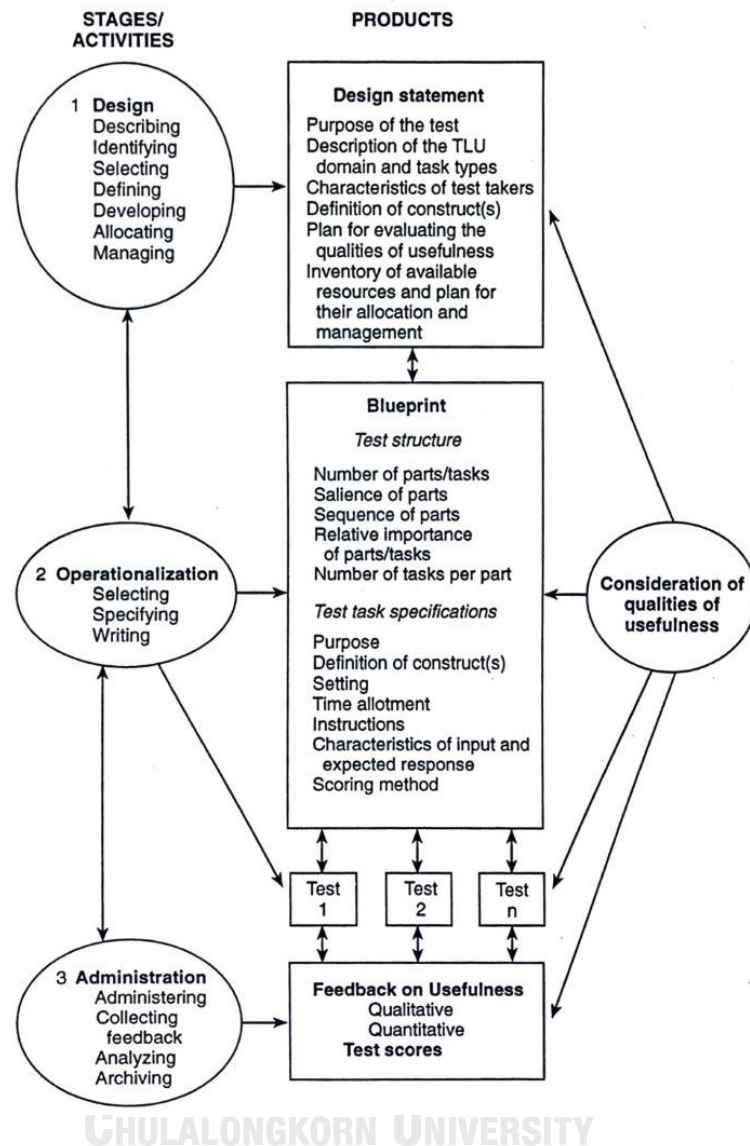 STAGES/
ACTIVITIES
PRODUCTS
1 Design
Describing
Identifying
Selecting
Defining
Developing
Allocating
Managing
Design statement
Purpose of the test
Description of the TLU
domain and task types
Characteristics of test takers
Definition of construct(s)
Plan for evaluating the
qualities of usefulness
Inventory of available
resources and plan for
their allocation and
management
Blueprint
Test structure
Number of parts/tasks
Salience of parts
Sequence of parts
Relative importance
of parts/tasks
Number of tasks per part
Test task specifications
Purpose
Definition of construct(s)
Setting
Time allotment
Instructions
Characteristics of input and
expected response
Scoring method
2 Operationalization
Selecting
Specifying
Writing
Consideration of
qualities of
usefulness
Test
1
Test
2
Test
n
3 Administration
Administering
Collecting
feedback
Analyzing
Archiving
Feedback on Usefulness
Qualitative
Quantitative
Test scores
CHULALONGKORN UNIVERSITY